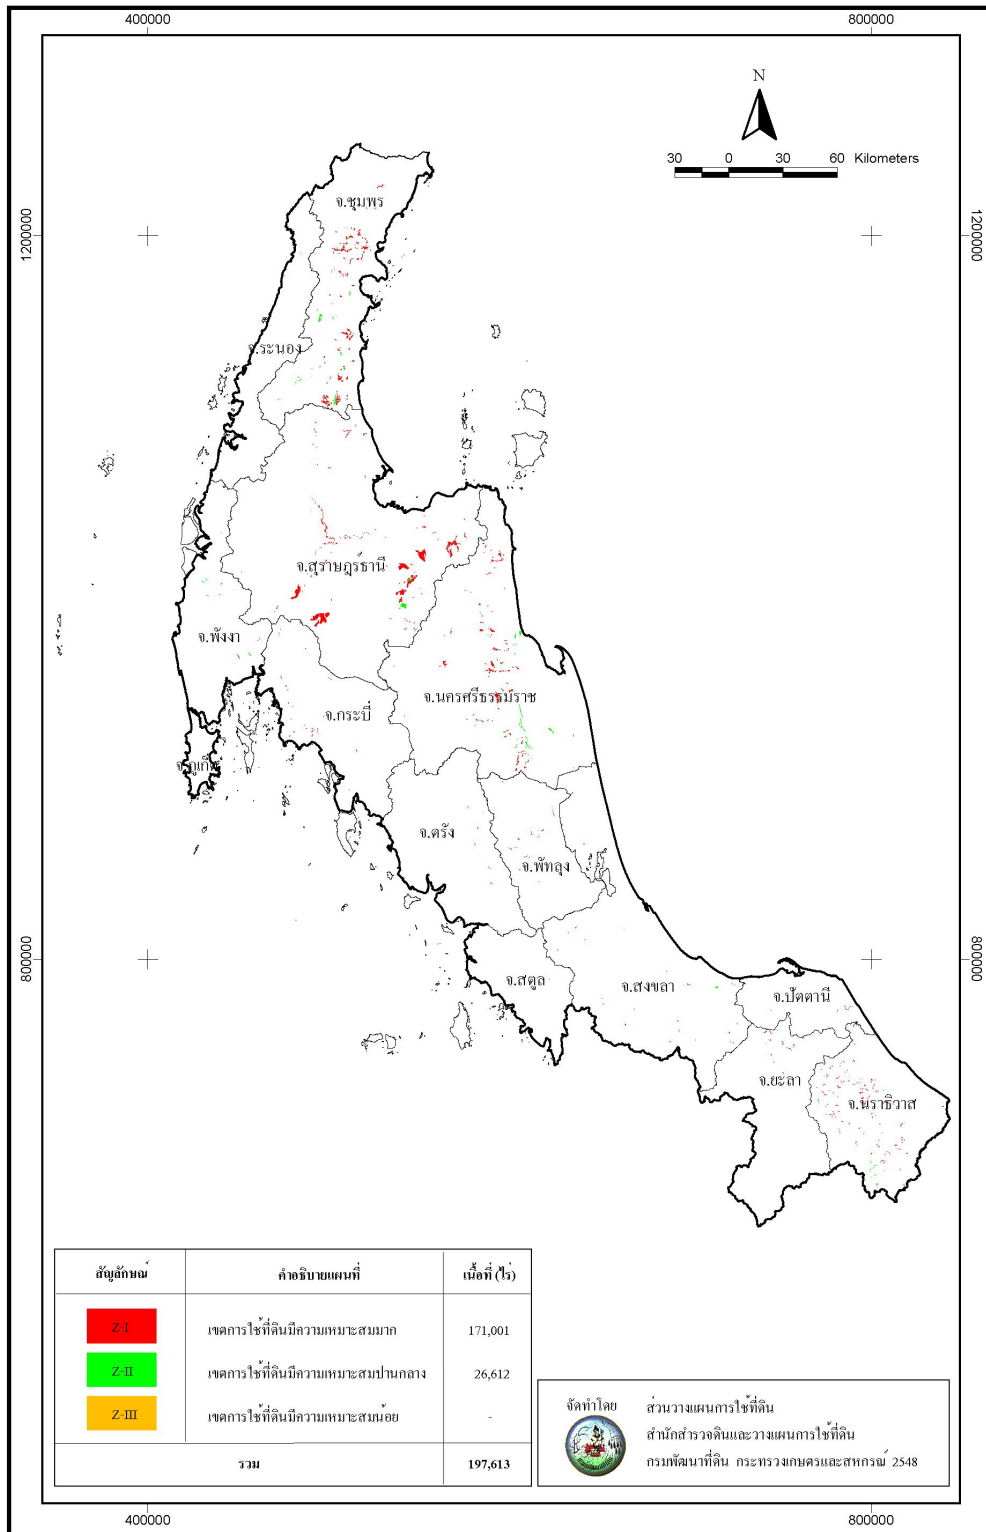 400000 800000
N
30 0 30 60 Kilometers
จ.ชุมพร
1200000 1200000
จ.ระนอง
จ.สุราษฎร์ธานี
จ.พังงา
จ.นครศรีธรรมราช
จ.กระบี่
จ.ภูเก็ต
จ.ตรัง
จ.พัทลุง
800000 800000
จ.สตูล
จ.สงขลา
จ.ปัตตานี
จ.ยะลา
จ.นราธิวาส
สัญลักษณ์ คำอธิบายแผนที่ เนื้อที่ (ไร่)
Z-I เขตการใช้ที่ดินมีความเหมาะสมมาก 171,001
Z-II เขตการใช้ที่ดินมีความเหมาะสมปานกลาง 26,612
Z-III เขตการใช้ที่ดินมีความเหมาะสมน้อย -
รวม 197,613
จัดทำโดย ส่วนวางแผนการใช้ที่ดิน
สำนักสำรวจดินและวางแผนการใช้ที่ดิน
กรมพัฒนาที่ดิน กระทรวงเกษตรและสหกรณ์ 2548
400000 800000